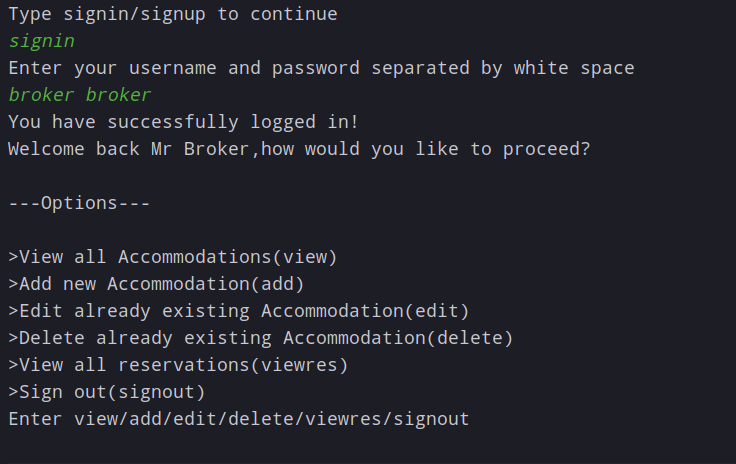 Type signin/signup to continue
signin
Enter your username and password separated by white space
broker broker
You have successfully logged in!
Welcome back Mr Broker,how would you like to proceed?
---Options---
>View all Accommodations(view)
>Add new Accommodation(add)
>Edit already existing Accommodation(edit)
>Delete already existing Accommodation(delete)
>View all reservations(viewres)
>Sign out(signout)
Enter view/add/edit/delete/viewres/signout